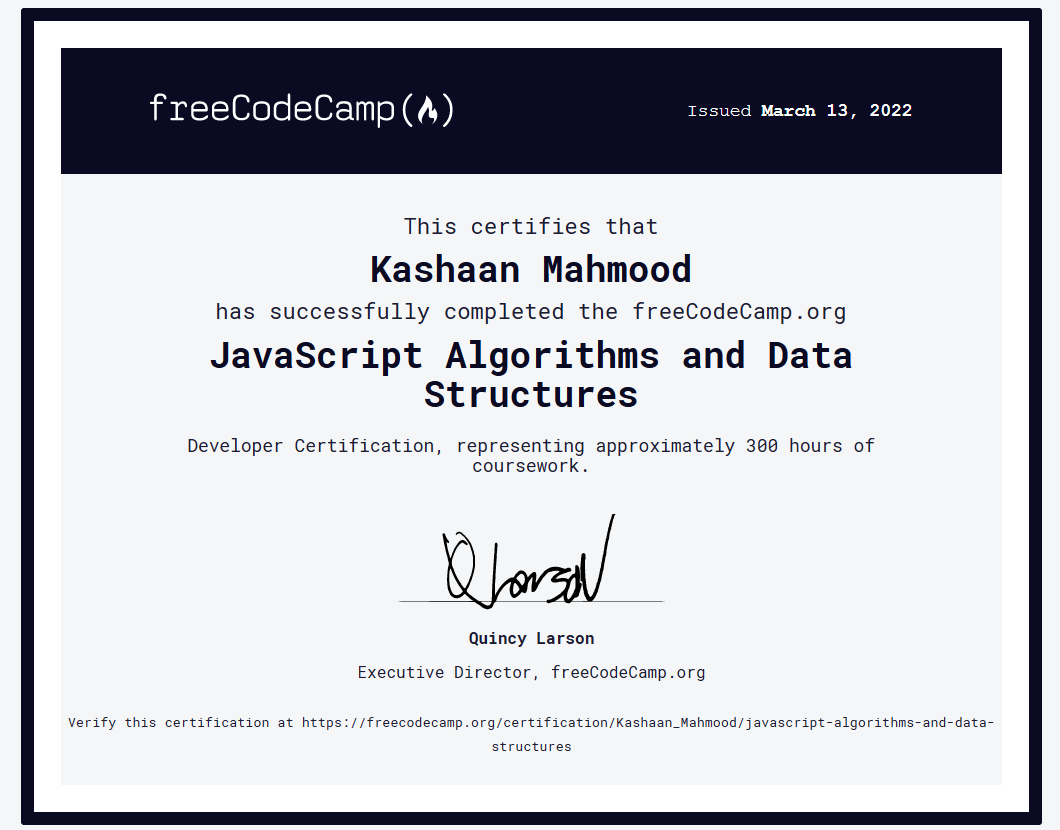 freeCodeCamp(🔥)
Issued March 13, 2022
This certifies that
Kashaan Mahmood
has successfully completed the freeCodeCamp.org
JavaScript Algorithms and Data
Structures
Developer Certification, representing approximately 300 hours of
coursework.
Q Larson
Quincy Larson
Executive Director, freeCodeCamp.org
Verify this certification at https://freecodecamp.org/certification/Kashaan_Mahmood/javascript-algorithms-and-data-
structures